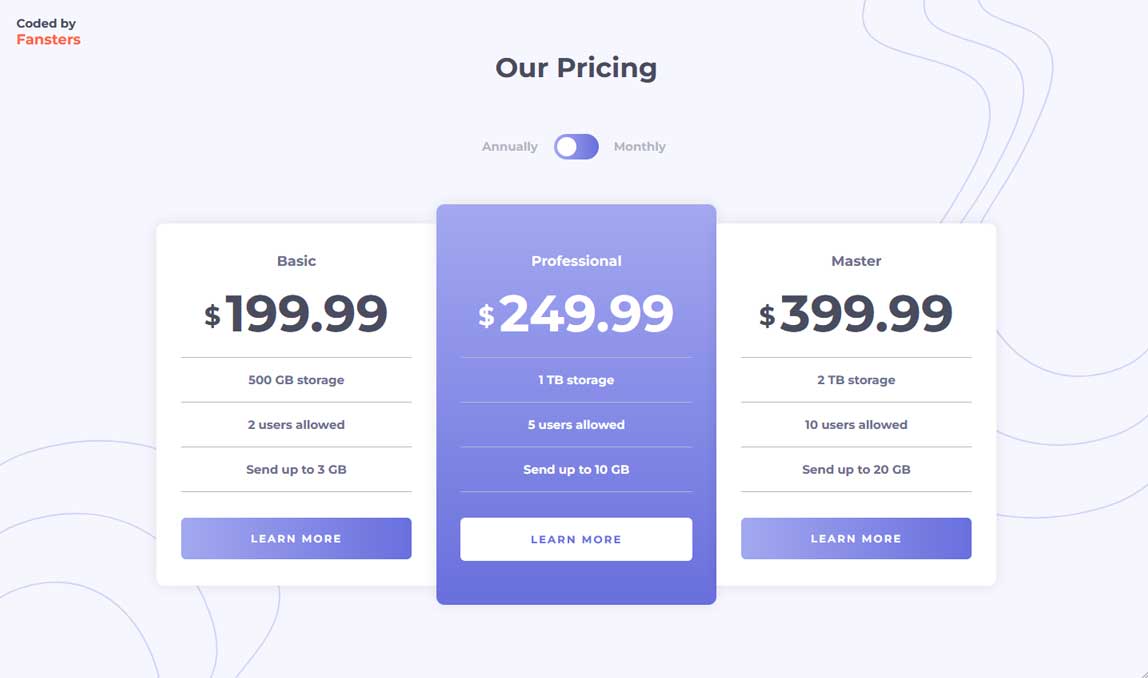 Coded by
Fansters
Our Pricing
Annually
Monthly
Basic
$199.99
500 GB storage
2 users allowed
Send up to 3 GB
LEARN MORE
Professional
$249.99
1 TB storage
5 users allowed
Send up to 10 GB
LEARN MORE
Master
$399.99
2 TB storage
10 users allowed
Send up to 20 GB
LEARN MORE